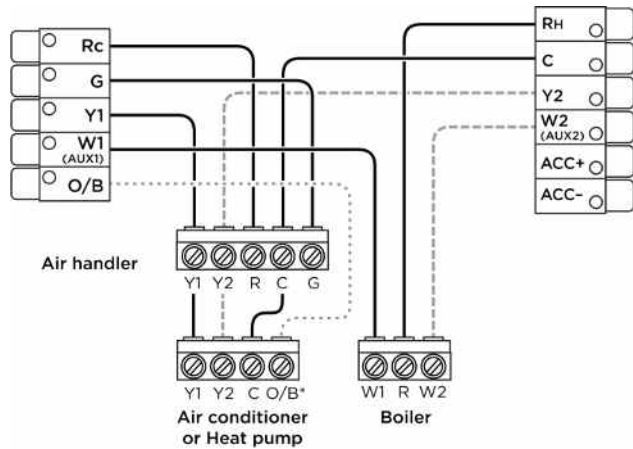 Rc
G
Y1
W1
(AUX1)
O/B
RH
C
Y2
W2
(AUX2)
ACC+
ACC-
Air handler
Y1 Y2 R C G
Y1 Y2 C O/B*
Air conditioner
or Heat pump
W1 R W2
Boiler